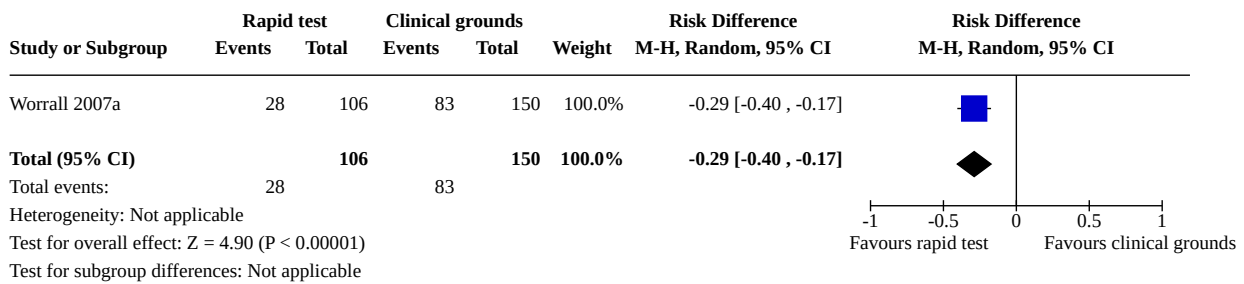 Rapid test Clinical grounds Risk Difference Risk Difference
Study or Subgroup Events Total Events Total Weight M-H, Random, 95% CI M-H, Random, 95% CI
Worrall 2007a 28 106 83 150 100.0% -0.29 [-0.40 , -0.17]
Total (95% CI) 106 150 100.0% -0.29 [-0.40 , -0.17]
Total events: 28 83
Heterogeneity: Not applicable
Test for overall effect: Z = 4.90 (P < 0.00001)
Test for subgroup differences: Not applicable
-1 -0.5 0 0.5 1
Favours rapid test Favours clinical grounds